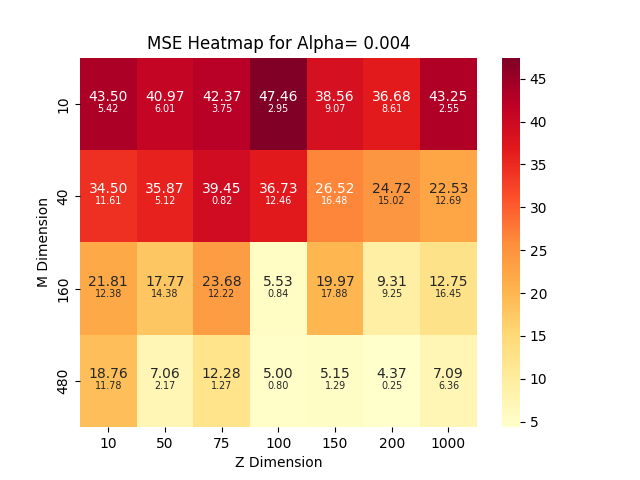 MSE Heatmap for Alpha= 0.004
M Dimension
10
43.50 40.97 42.37 47.46 38.56 36.68 43.25
5.42 6.01 3.75 2.95 9.07 8.61 2.55
40
34.50 35.87 39.45 36.73 26.52 24.72 22.53
11.61 5.12 0.82 12.46 16.48 15.02 12.69
160
21.81 17.77 23.68 5.53 19.97 9.31 12.75
12.38 14.38 12.22 0.84 17.88 9.25 16.45
480
18.76 7.06 12.28 5.00 5.15 4.37 7.09
11.78 2.17 1.27 0.80 1.29 0.25 6.36
10 50 75 100 150 200 1000
Z Dimension
45
40
35
30
25
20
15
10
5